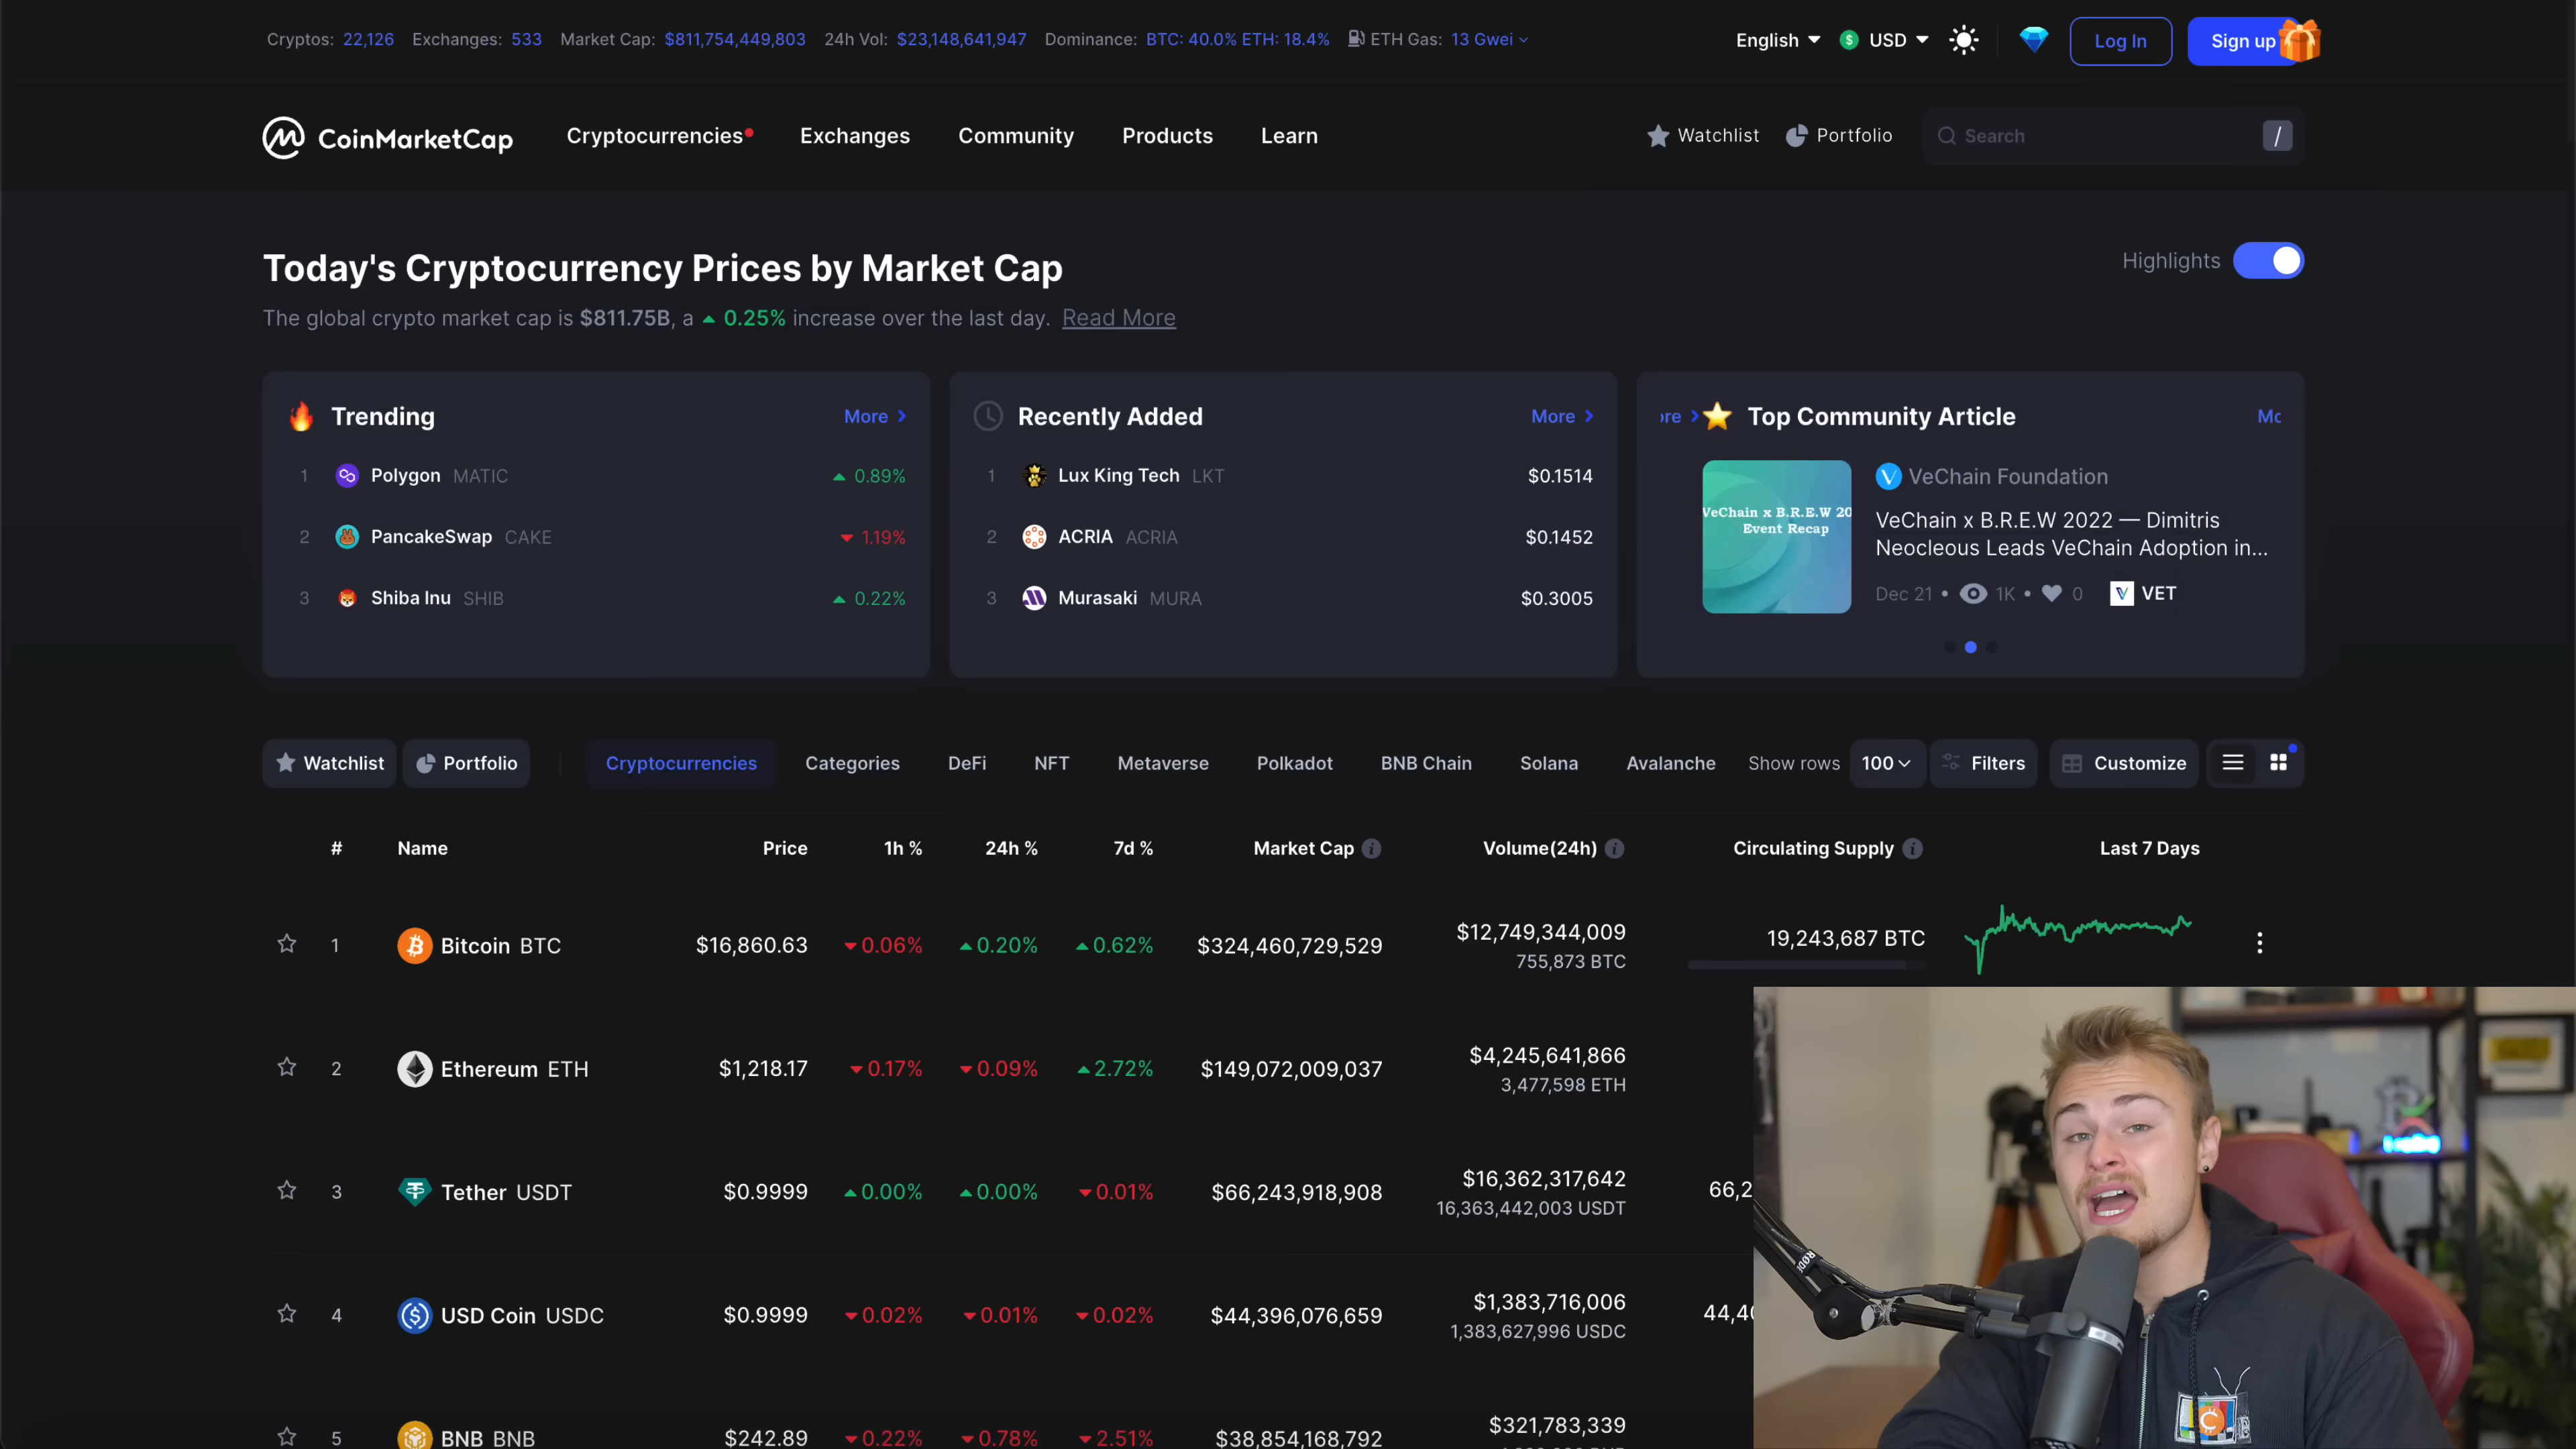 Cryptos: 22,126 Exchanges: 533 Market Cap: $811,754,449,803 24h Vol: $23,148,641,947 Dominance: BTC: 40.0% ETH: 18.4% ETH Gas: 13 Gwei English USD Log In Sign up
CoinMarketCap Cryptocurrencies Exchanges Community Products Learn Watchlist Portfolio Search /
Today's Cryptocurrency Prices by Market Cap
Highlights
The global crypto market cap is $811.75B, a 0.25% increase over the last day. Read More
Trending More
1 Polygon MATIC 0.89%
2 PancakeSwap CAKE 1.19%
3 Shiba Inu SHIB 0.22%
Recently Added More
1 Lux King Tech LKT $0.1514
2 ACRIA ACRIA $0.1452
3 Murasaki MURA $0.3005
re Top Community Article Mo
VeChain x B.R.E.W 20
Event Recap
VeChain Foundation
VeChain x B.R.E.W 2022 — Dimitris
Neocleous Leads VeChain Adoption in...
Dec 21 • 1K • 0 VET
Watchlist Portfolio Cryptocurrencies Categories DeFi NFT Metaverse Polkadot BNB Chain Solana Avalanche Show rows 100 Filters Customize
# Name Price 1h % 24h % 7d % Market Cap Volume(24h) Circulating Supply Last 7 Days
1 Bitcoin BTC $16,860.63 0.06% 0.20% 0.62% $324,460,729,529 $12,749,344,009 19,243,687 BTC
755,873 BTC
2 Ethereum ETH $1,218.17 0.17% 0.09% 2.72% $149,072,009,037 $4,245,641,866
3,477,598 ETH
3 Tether USDT $0.9999 0.00% 0.00% 0.01% $66,243,918,908 $16,362,317,642 66,2
16,363,442,003 USDT
4 USD Coin USDC $0.9999 0.02% 0.01% 0.02% $44,396,076,659 $1,383,716,006 44,40
1,383,627,996 USDC
5 BNB BNB $242.89 0.22% 0.78% 2.51% $38,854,168,792 $321,783,339
RØDE